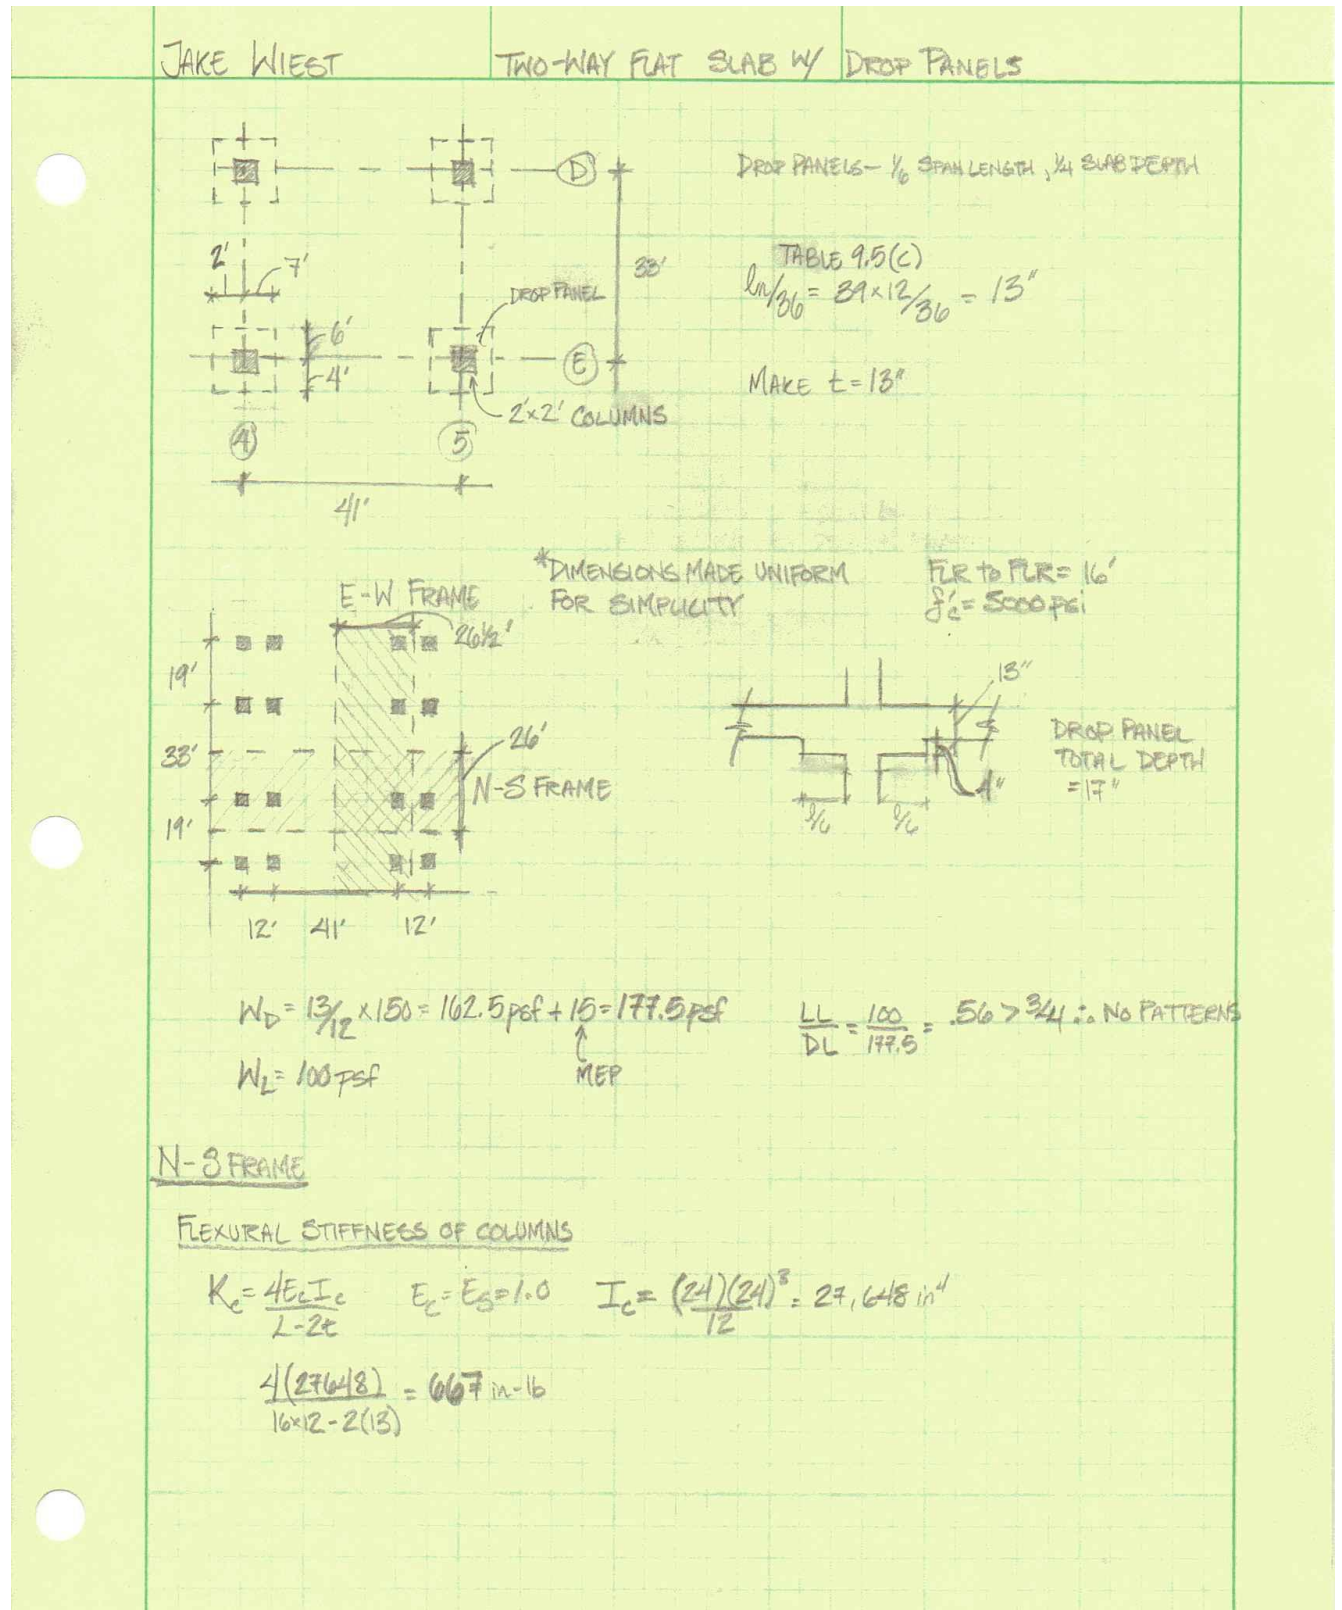 JAKE WIEST TWO-WAY FLAT SLAB W/ DROP PANELS
D
DROP PANELS - 1/6 SPAN LENGTH, 1/4 SLAB DEPTH
33'
2' 7'
DROP PANEL
TABLE 9.5(C)
ln/36 = 39×12/36 = 13"
6'
4'
E
MAKE t = 13"
2'×2' COLUMNS
4 5
41'
*DIMENSIONS MADE UNIFORM
FOR SIMPLICITY
FLR to FLR = 16'
f'c = 5000 psi
E-W FRAME
26 1/2'
19'
33'
19'
26'
N-S FRAME
12' 41' 12'
13"
DROP PANEL
TOTAL DEPTH
= 17"
4"
l/6 l/6
WD = 13/12 × 150 = 162.5 psf + 15 = 177.5 psf
MEP
LL/DL = 100/177.5 = .56 > 3/4 ∴ NO PATTERNS
WL = 100 psf
N-S FRAME
FLEXURAL STIFFNESS OF COLUMNS
Kc = 4EcIc/L-2t Ec = Es = 1.0 Ic = (24)(24)³/12 = 27,648 in⁴
4(27648)/16×12-2(13) = 667 in-lb